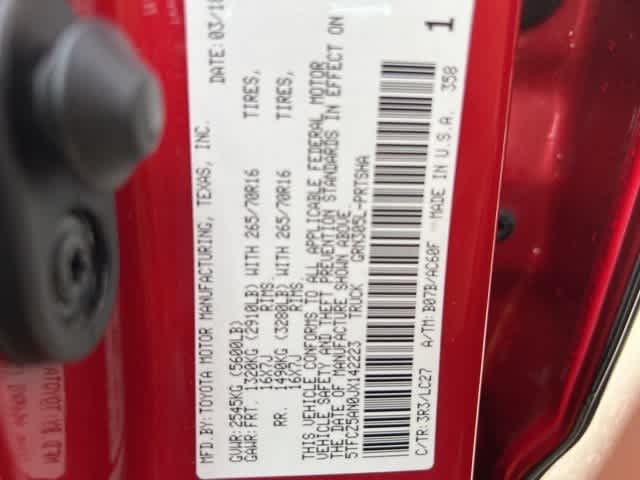 MFD.BY:TOYOTA MOTOR MANUFACTURING, TEXAS, INC. DATE: 03/18
GVWR:2545KG (5600LB)
GAWR:FRT. 1320KG (2910LB) WITH 265/70R16 TIRES,
16X7J RIMS.
RR. 1490KG (3280LB) WITH 265/70R16 TIRES,
16X7J RIMS.
THIS VEHICLE CONFORMS TO ALL APPLICABLE FEDERAL MOTOR
VEHICLE SAFETY AND THEFT PREVENTION STANDARDS IN EFFECT ON
THE DATE OF MANUFACTURE SHOWN ABOVE.
5TFCZ5AN0JX142223 TRUCK GRN305L-PRTSHA
C/TR:3R3/LC27 A/TM:B07B/AC60F MADE IN U.S.A. 358
1